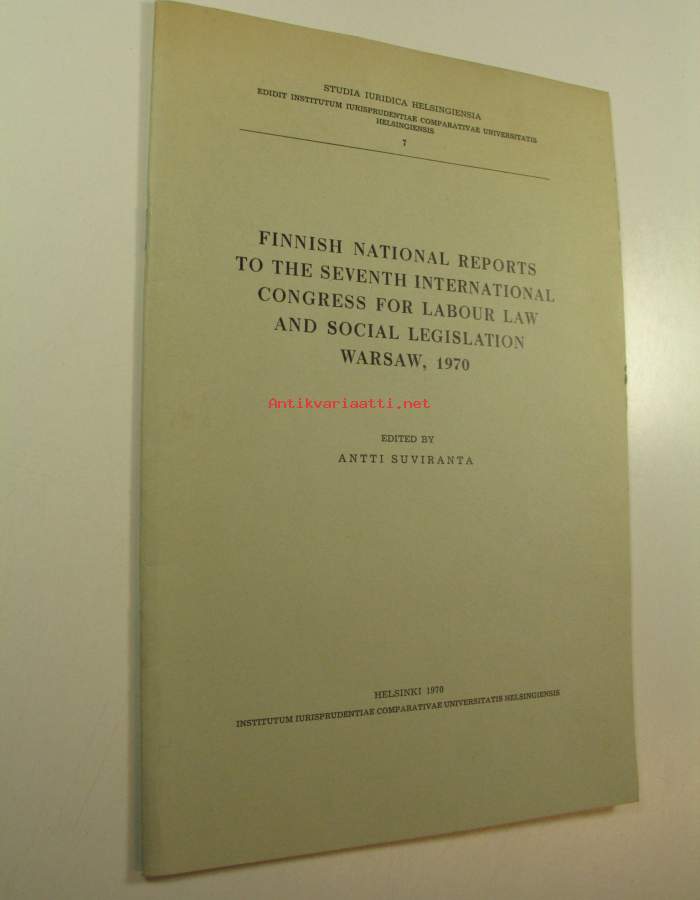 STUDIA IURIDICA HELSINGIENSIA
EDIDIT INSTITUTUM IURISPRUDENTIAE COMPARATIVAE UNIVERSITATIS
HELSINGIENSIS
7
FINNISH NATIONAL REPORTS
TO THE SEVENTH INTERNATIONAL
CONGRESS FOR LABOUR LAW
AND SOCIAL LEGISLATION
WARSAW, 1970
Antikvariaatti.net
EDITED BY
ANTTI SUVIRANTA
HELSINKI 1970
INSTITUTUM IURISPRUDENTIAE COMPARATIVAE UNIVERSITATIS HELSINGIENSIS